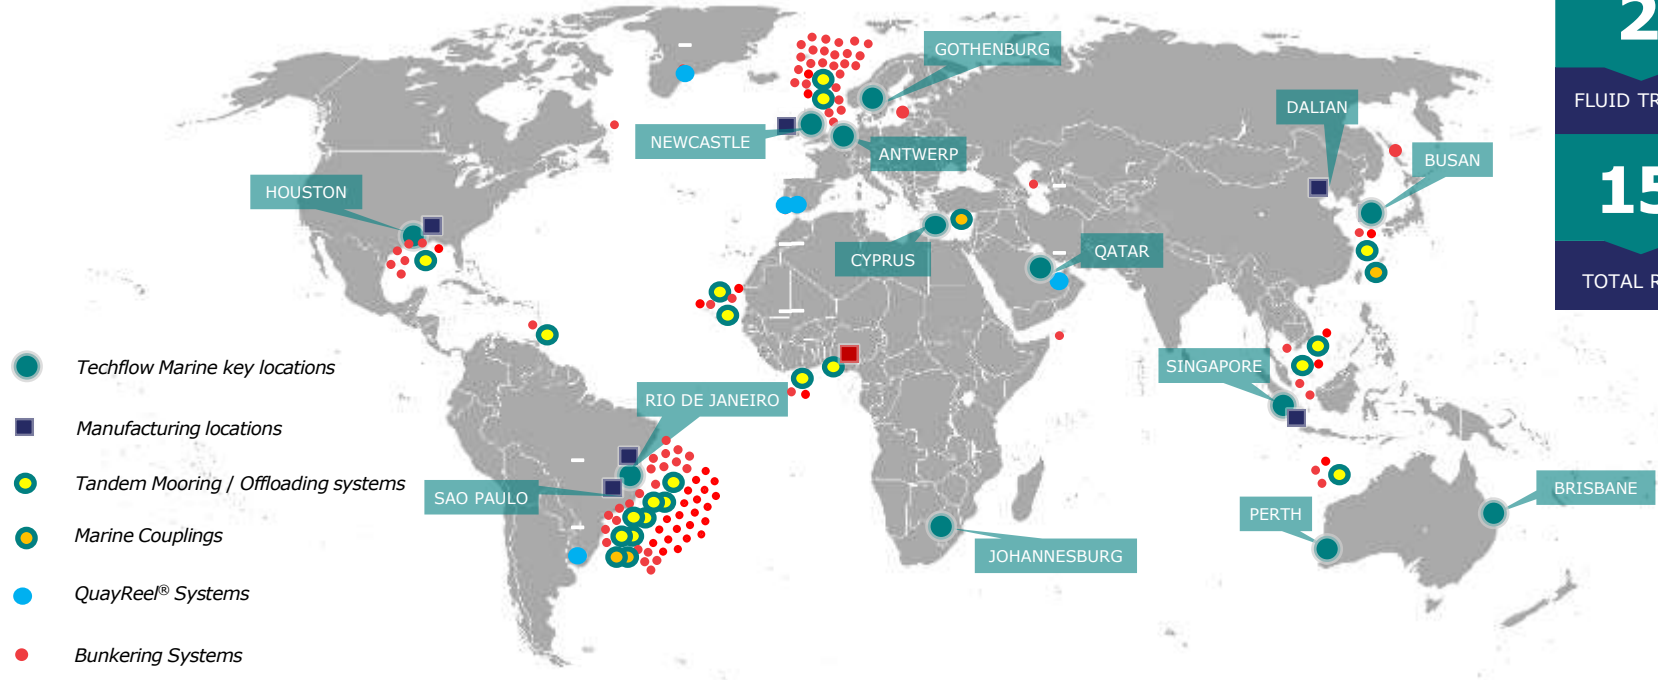 GOTHENBURG
2
DALIAN
FLUID TR
NEWCASTLE
ANTWERP
BUSAN
HOUSTON
15
CYPRUS
QATAR
TOTAL R
Techflow Marine key locations
SINGAPORE
RIO DE JANEIRO
Manufacturing locations
Tandem Mooring / Offloading systems
SAO PAULO
BRISBANE
PERTH
Marine Couplings
JOHANNESBURG
QuayReel® Systems
Bunkering Systems